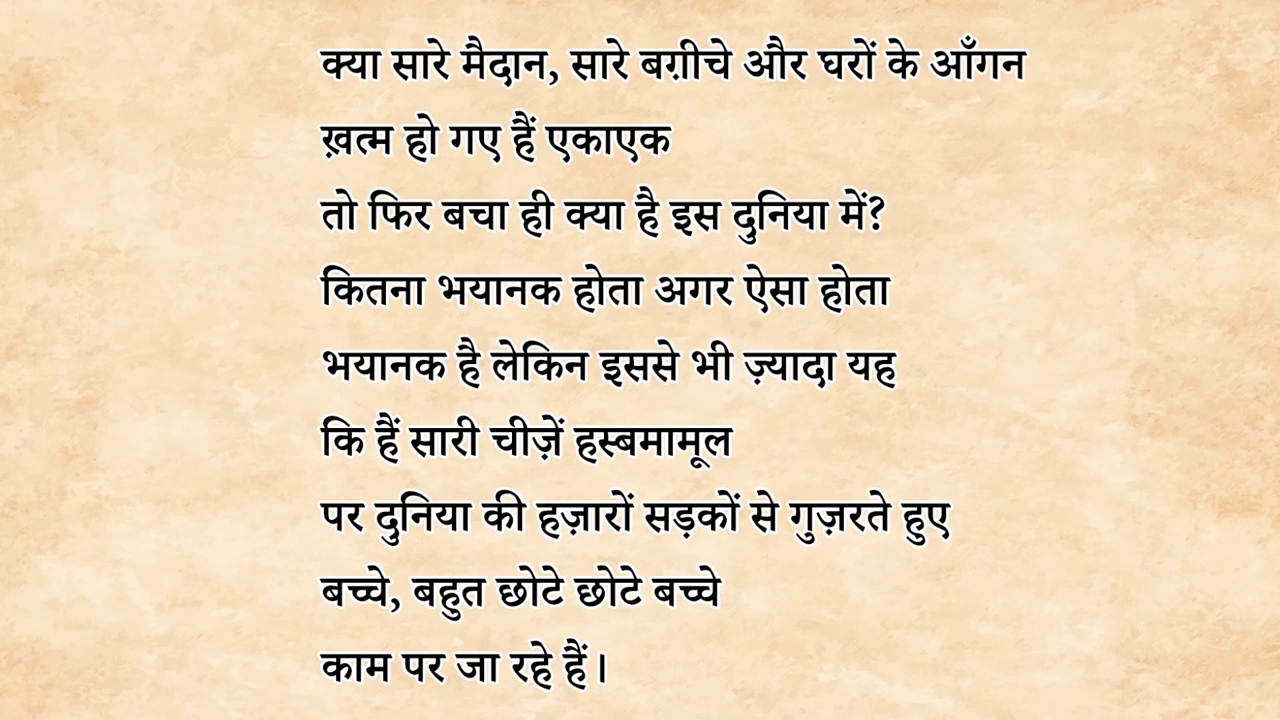 क्या सारे मैदान, सारे बग़ीचे और घरों के आँगन
ख़त्म हो गए हैं एकाएक
तो फिर बचा ही क्या है इस दुनिया में?
कितना भयानक होता अगर ऐसा होता
भयानक है लेकिन इससे भी ज़्यादा यह
कि हैं सारी चीज़ें हस्बमामूल
पर दुनिया की हज़ारों सड़कों से गुज़रते हुए
बच्चे, बहुत छोटे छोटे बच्चे
काम पर जा रहे हैं।